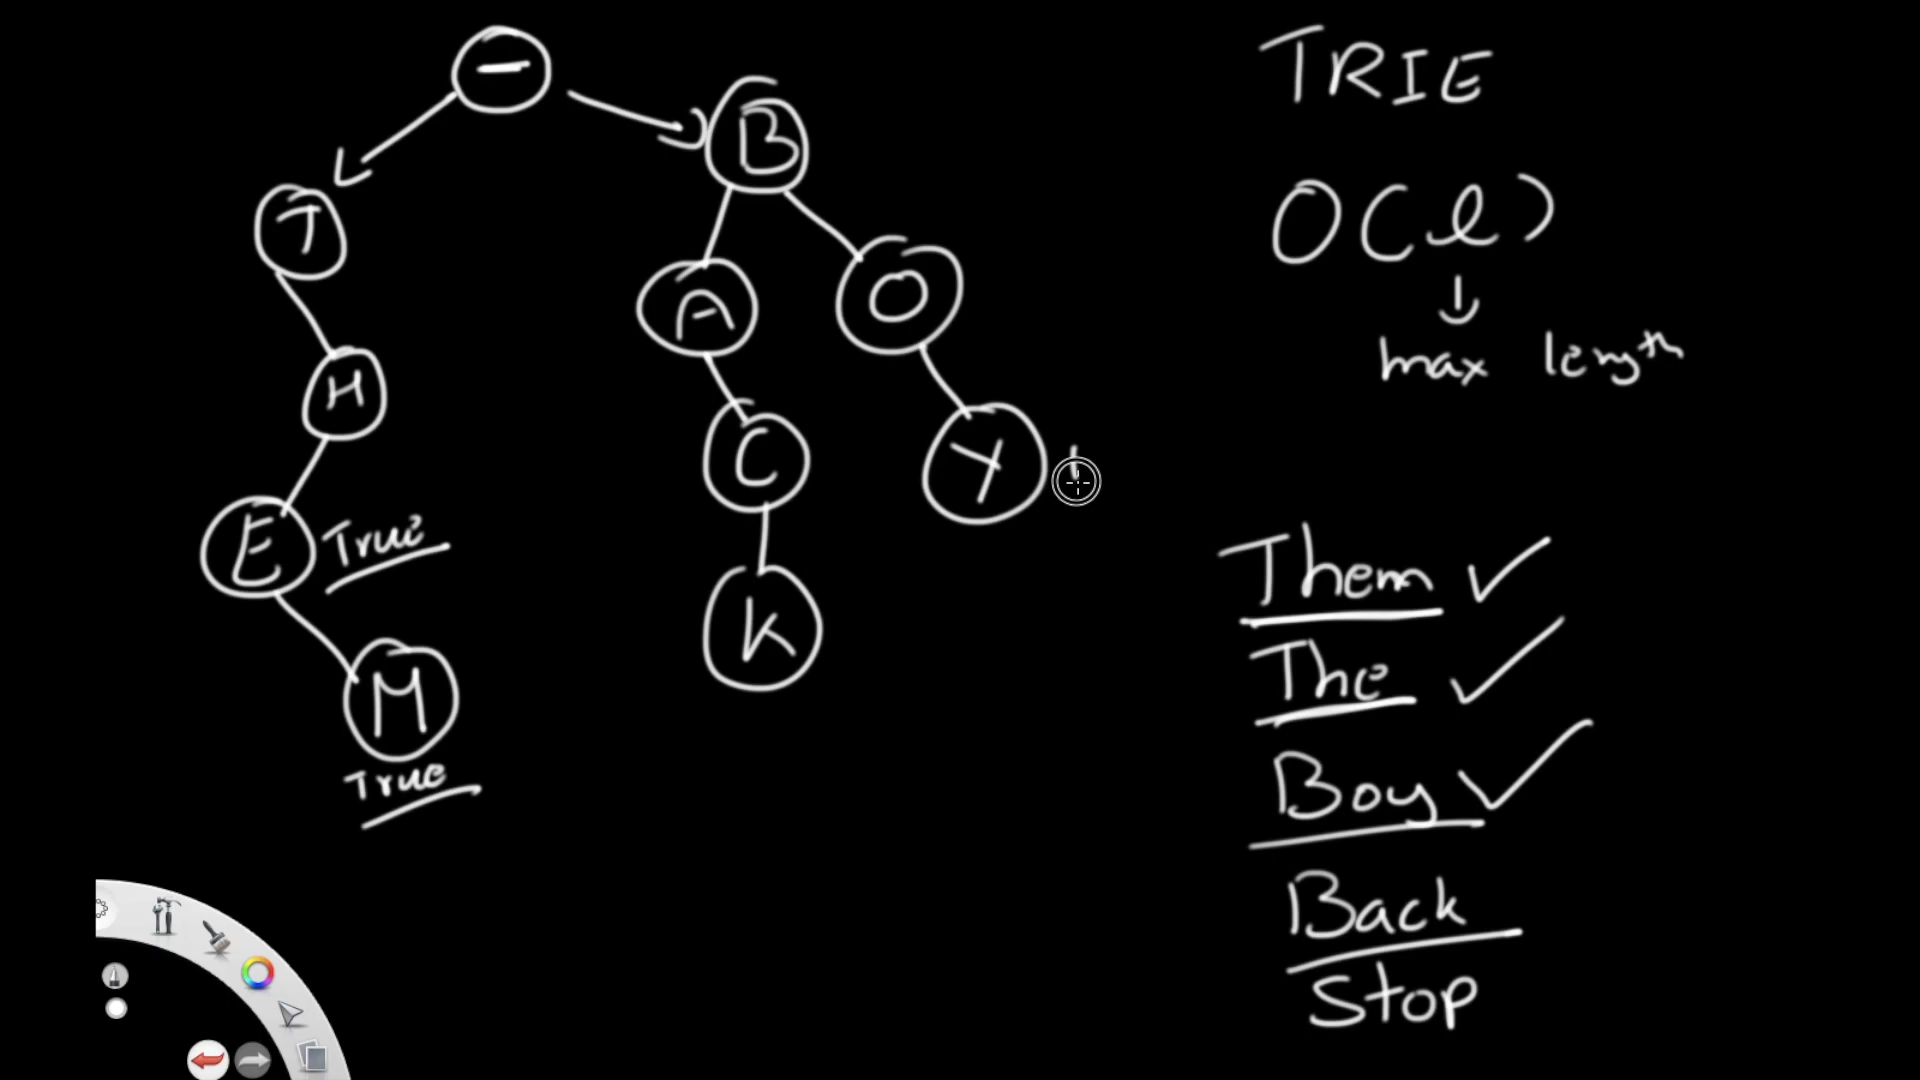 TRIE
O(l)
max length
-
T
B
H
A
O
E
True
C
Y
M
True
K
Them
The
Boy
Back
Stop